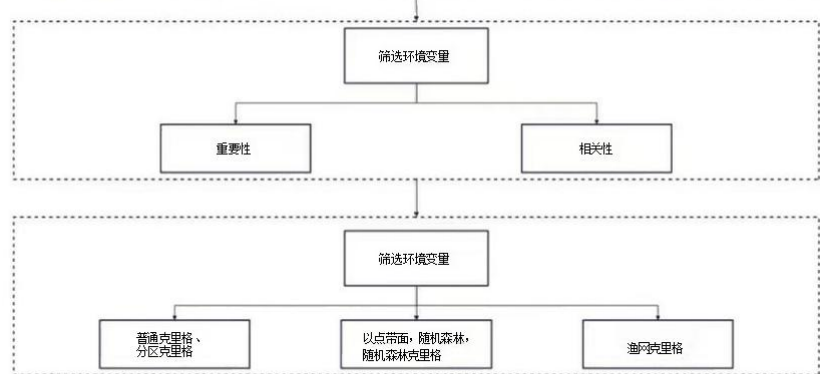 筛选环境变量
重要性
相关性
筛选环境变量
普通克里格、
分区克里格
以点带面，随机森林，
随机森林克里格
渔网克里格